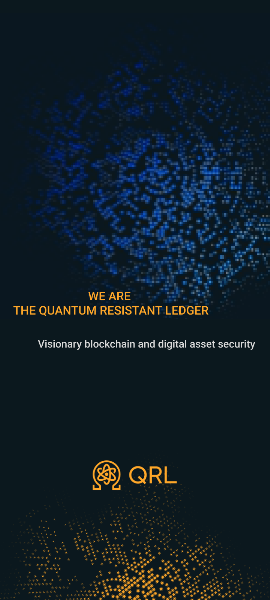 WE ARE
THE QUANTUM RESISTANT LEDGER
Visionary blockchain and digital asset security
QRL